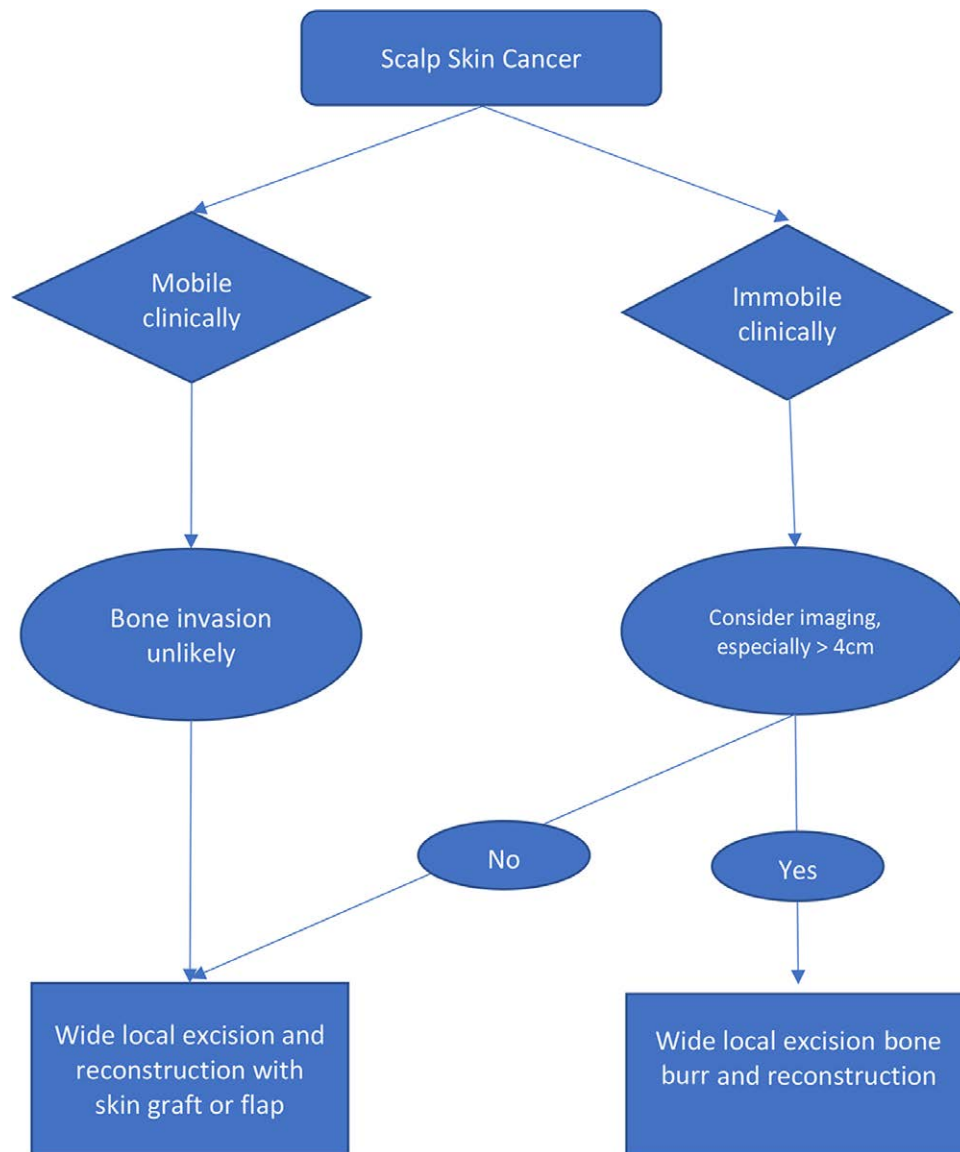 Scalp Skin Cancer
Mobile
clinically
Immobile
clinically
Bone invasion
unlikely
Consider imaging,
especially > 4cm
No
Yes
Wide local excision and
reconstruction with
skin graft or flap
Wide local excision bone
burr and reconstruction